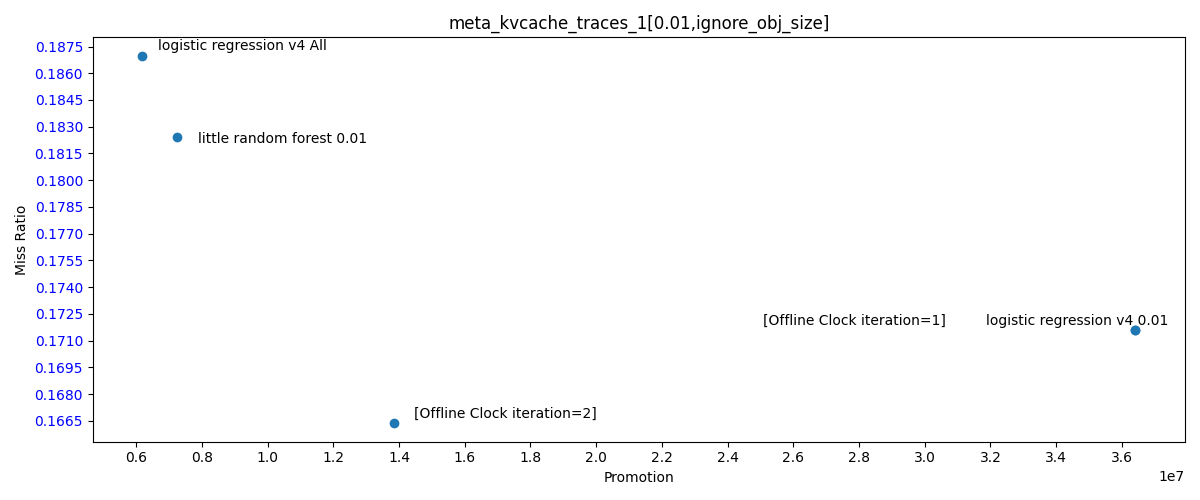 meta_kvcache_traces_1[0.01,ignore_obj_size]
Miss Ratio
0.1875
0.1860
0.1845
0.1830
0.1815
0.1800
0.1785
0.1770
0.1755
0.1740
0.1725
0.1710
0.1695
0.1680
0.1665
logistic regression v4 All
little random forest 0.01
[Offline Clock iteration=1]
logistic regression v4 0.01
[Offline Clock iteration=2]
0.6 0.8 1.0 1.2 1.4 1.6 1.8 2.0 2.2 2.4 2.6 2.8 3.0 3.2 3.4 3.6
1e7
Promotion